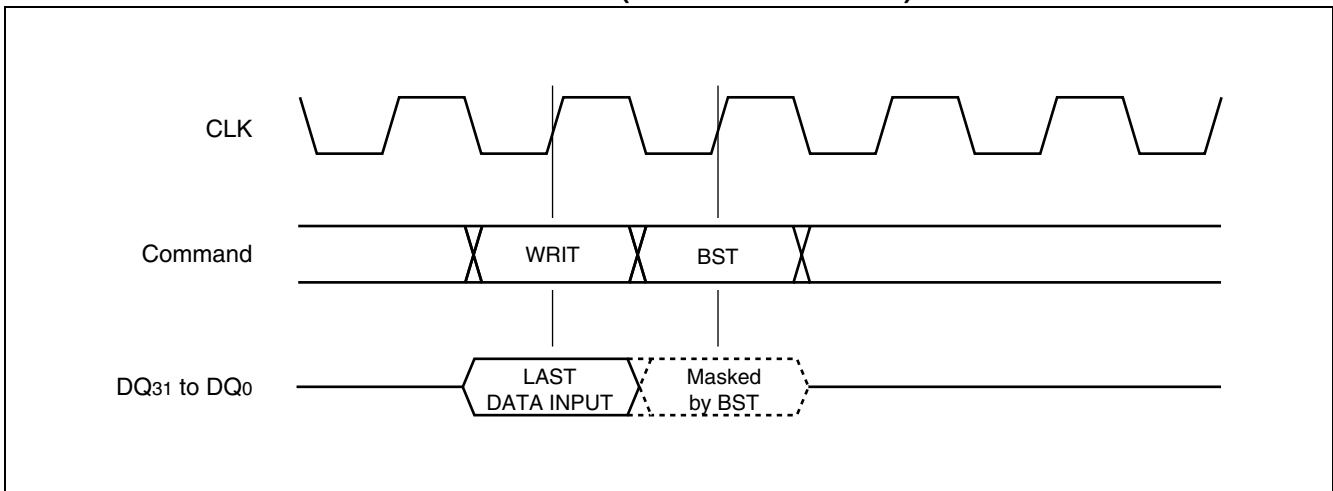 CLK
Command
WRIT
BST
DQ31 to DQ0
LAST
DATA INPUT
Masked
by BST